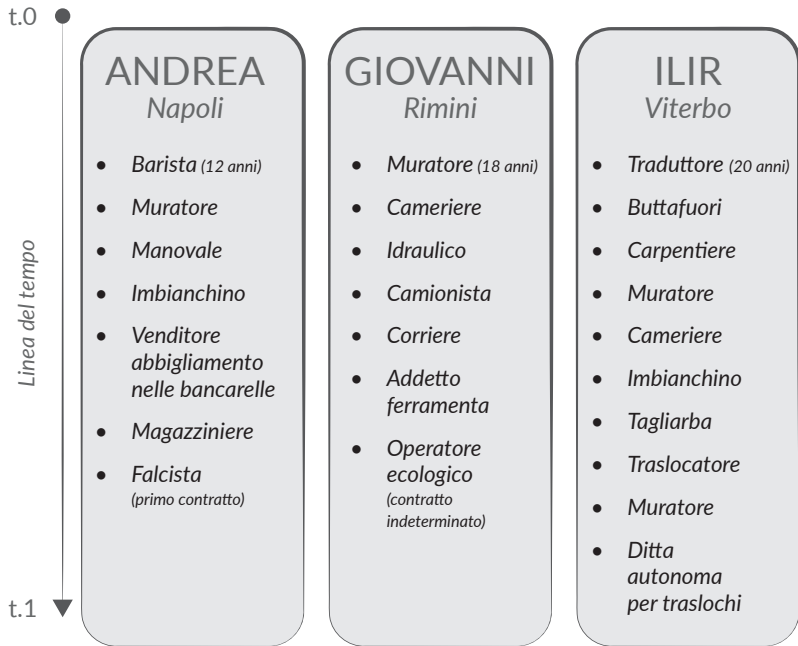 t.0
Linea del tempo
t.1
ANDREA
Napoli
• Barista (12 anni)
• Muratore
• Manovale
• Imbianchino
• Venditore
abbigliamento
nelle bancarelle
• Magazziniere
• Falcista
(primo contratto)
GIOVANNI
Rimini
• Muratore (18 anni)
• Cameriere
• Idraulico
• Camionista
• Corriere
• Addetto
ferramenta
• Operatore
ecologico
(contratto
indeterminato)
ILIR
Viterbo
• Traduttore (20 anni)
• Buttafuori
• Carpentiere
• Muratore
• Cameriere
• Imbianchino
• Tagliarba
• Traslocatore
• Muratore
• Ditta
autonoma
per traslochi